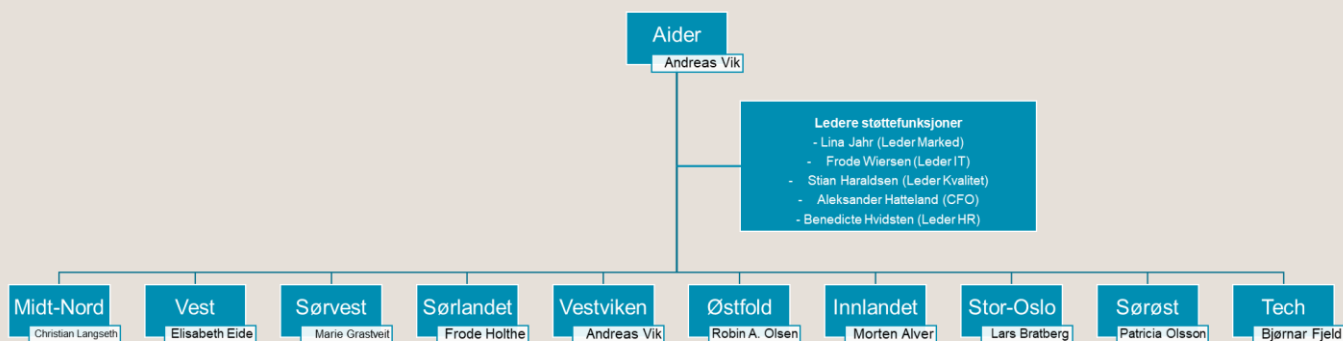 Aider
Andreas Vik
Ledere støttefunksjoner
- Lina Jahr (Leder Marked)
- Frode Wiersen (Leder IT)
- Stian Haraldsen (Leder Kvalitet)
- Aleksander Hatteland (CFO)
- Benedicte Hvidsten (Leder HR)
Midt-Nord
Christian Langseth
Vest
Elisabeth Eide
Sørvest
Marie Grastveit
Sørlandet
Frode Holthe
Vestviken
Andreas Vik
Østfold
Robin A. Olsen
Innlandet
Morten Alver
Stor-Oslo
Lars Bratberg
Sørøst
Patricia Olsson
Tech
Bjørnar Fjeld